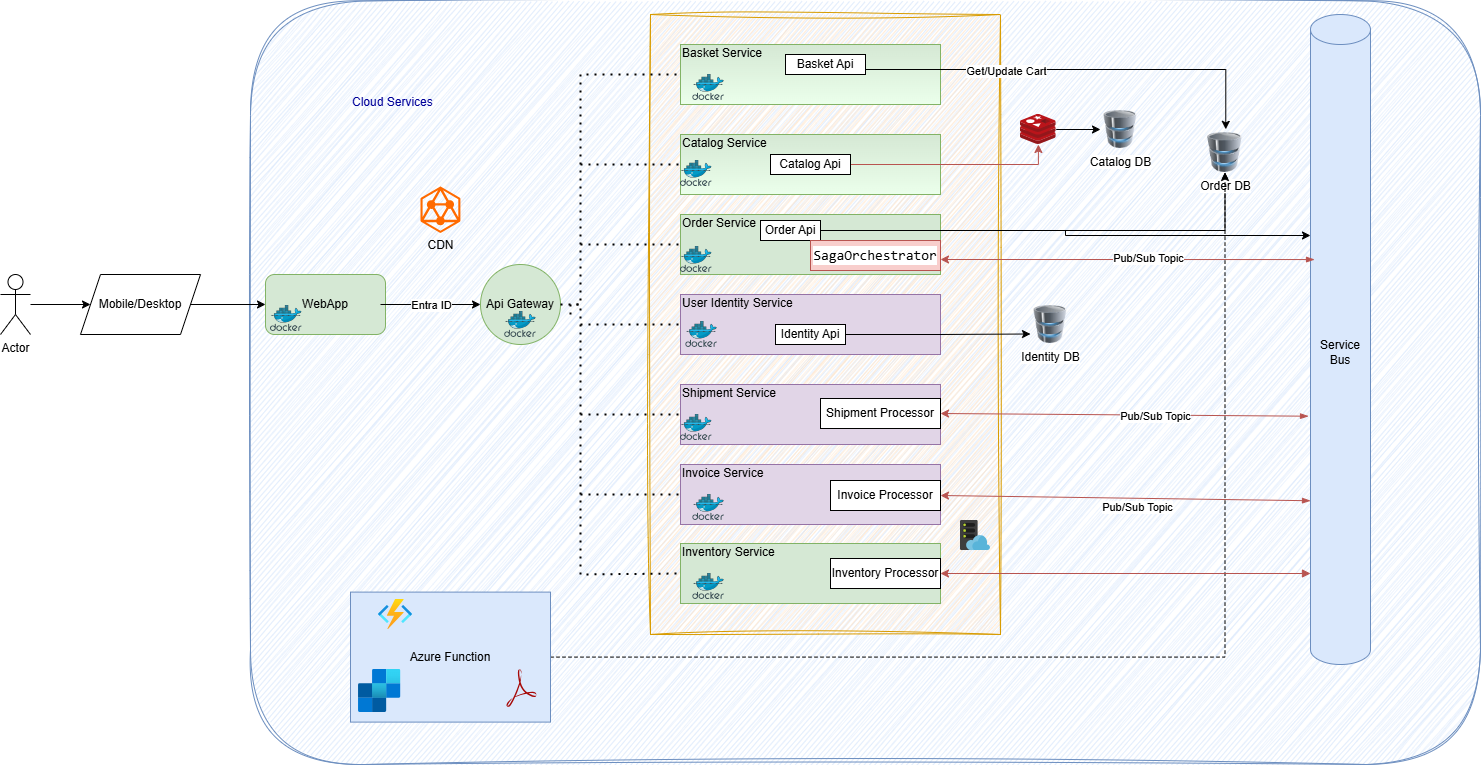 Cloud Services
CDN
Actor
Mobile/Desktop
WebApp
docker
Entra ID
Api Gateway
docker
Basket Service
Basket Api
docker
Get/Update Cart
Catalog Service
Catalog Api
docker
Catalog DB
Order DB
Order Service
Order Api
SagaOrchestrator
docker
Pub/Sub Topic
User Identity Service
Identity Api
docker
Identity DB
Service
Bus
Shipment Service
Shipment Processor
docker
Pub/Sub Topic
Invoice Service
Invoice Processor
docker
Pub/Sub Topic
Inventory Service
Inventory Processor
docker
Azure Function